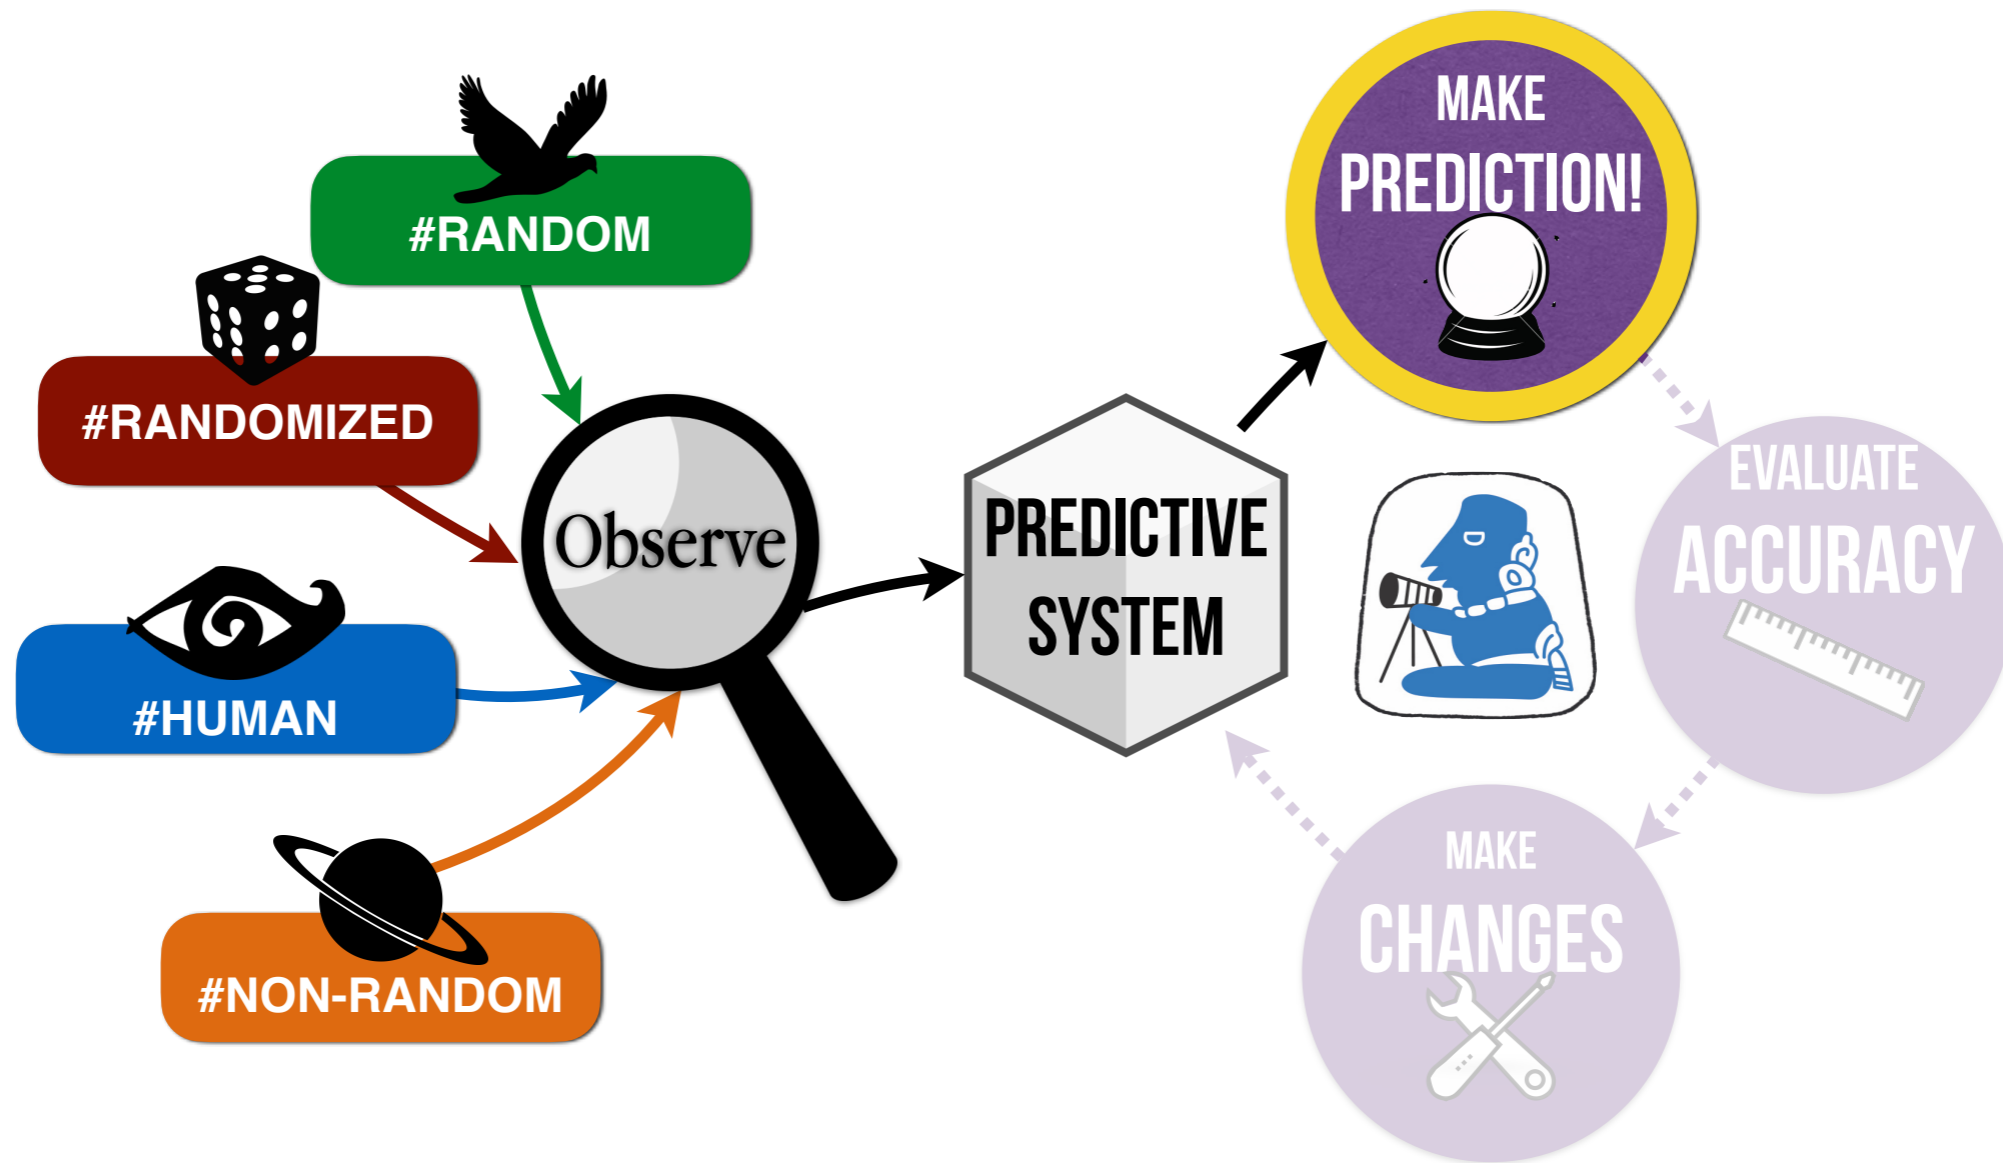 #RANDOM
#RANDOMIZED
#HUMAN
#NON-RANDOM
Observe
PREDICTIVE
SYSTEM
MAKE
PREDICTION!
EVALUATE
ACCURACY
MAKE
CHANGES